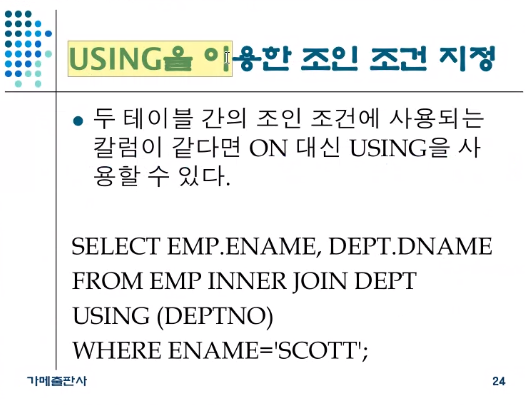 USING을 이용한 조인 조건 지정
● 두 테이블 간의 조인 조건에 사용되는
칼럼이 같다면 ON 대신 USING을 사
용할 수 있다.
SELECT EMP.ENAME, DEPT.DNAME
FROM EMP INNER JOIN DEPT
USING (DEPTNO)
WHERE ENAME='SCOTT';
가메출판사
24